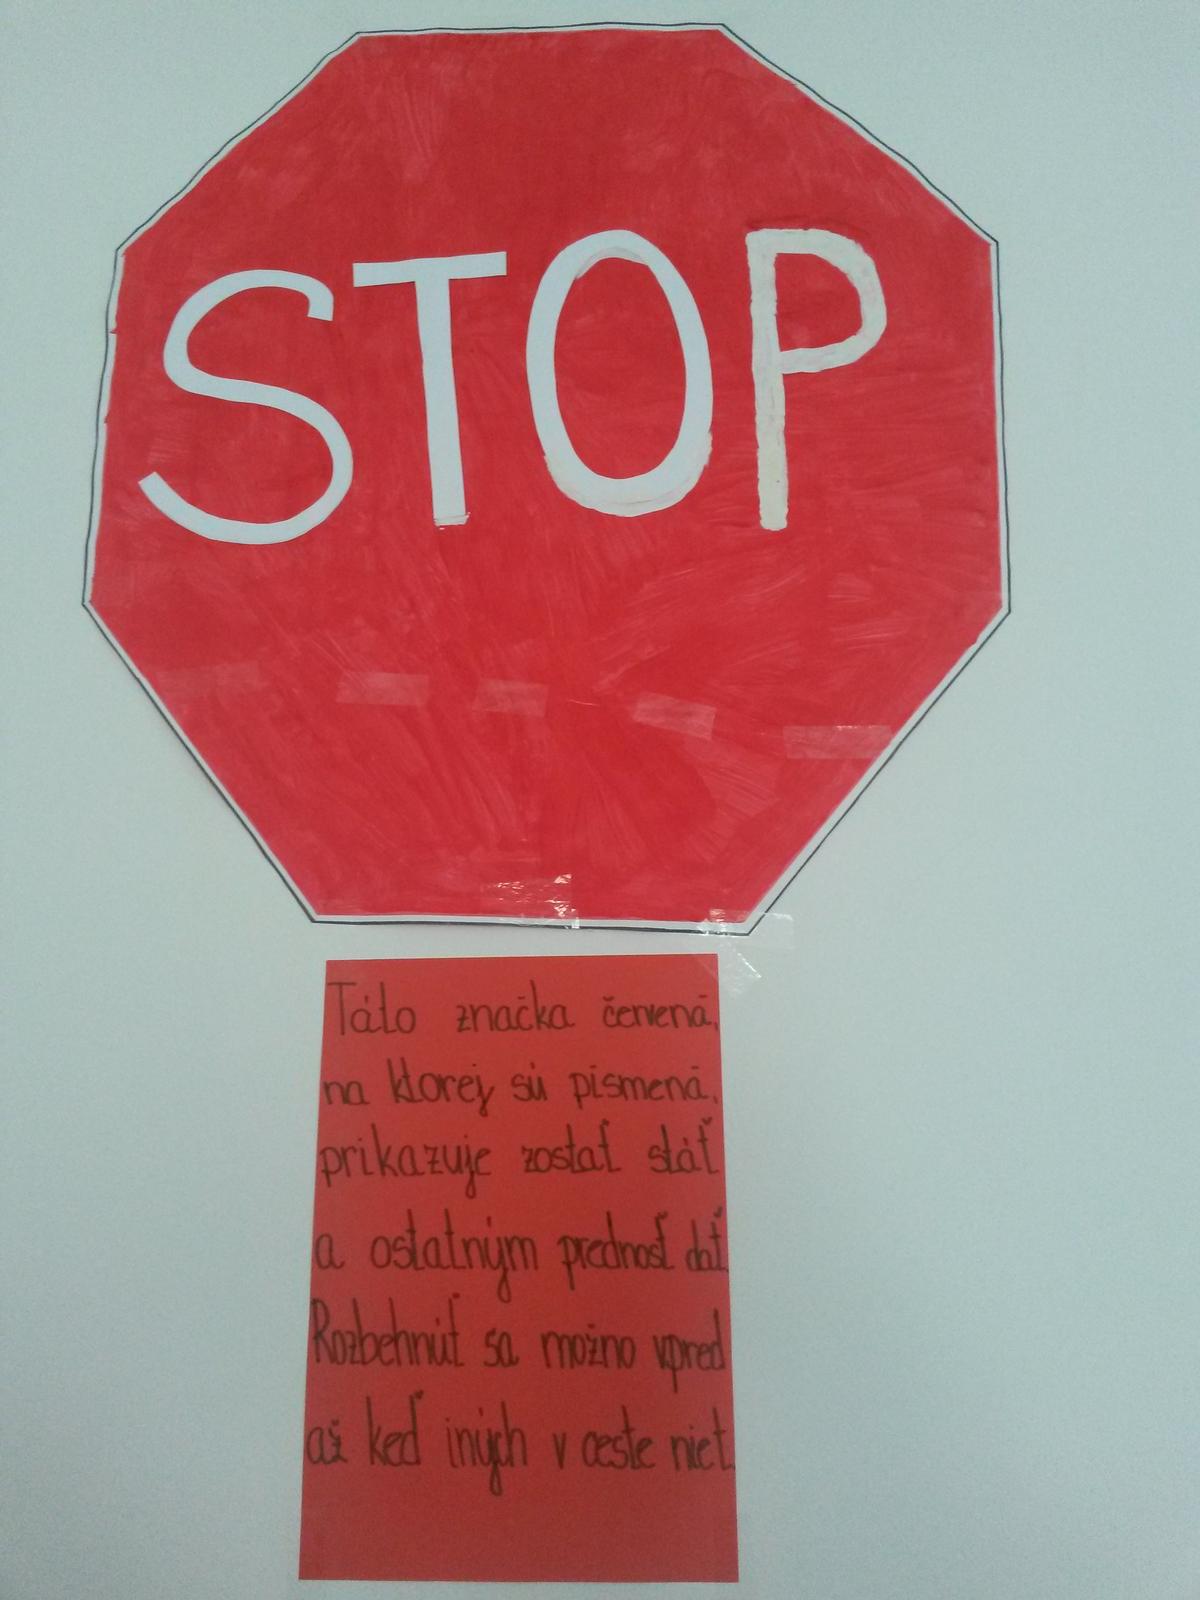 STOP
Táto značka červená,
na ktorej sú písmená,
prikazuje zostať stáť
a ostatným prednosť dať.
Rozbehnúť sa možno vpred
až keď iných v ceste niet.